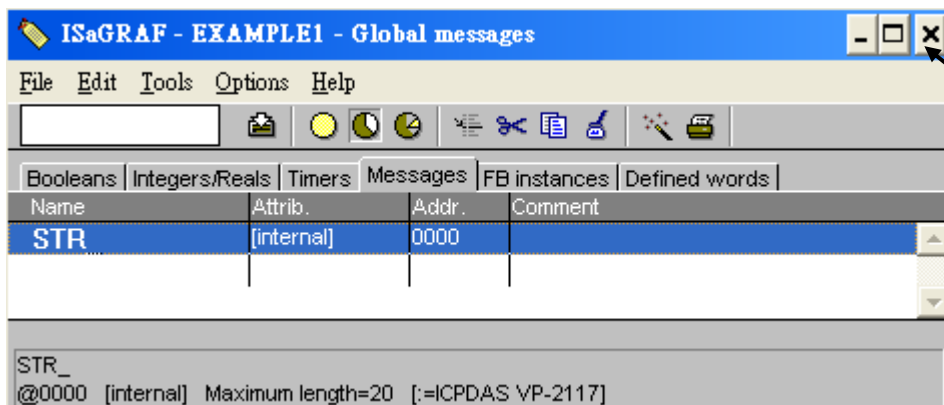 ISaGRAF - EXAMPLE1 - Global messages
File Edit Tools Options Help
Booleans Integers/Reals Timers Messages FB instances Defined words
Name Attrib. Addr. Comment
STR [internal] 0000
STR_
@0000 [internal] Maximum length=20 [:=ICPDAS VP-2117]